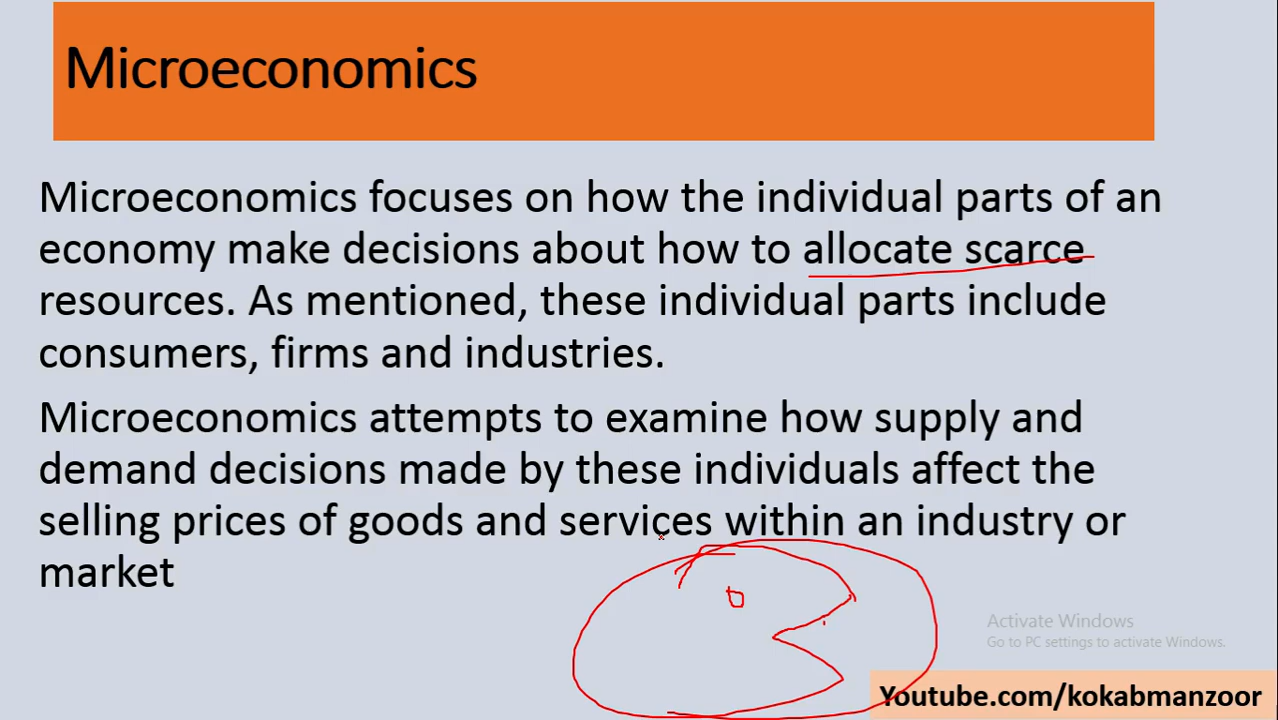 Microeconomics
Microeconomics focuses on how the individual parts of an
economy make decisions about how to allocate scarce
resources. As mentioned, these individual parts include
consumers, firms and industries.
Microeconomics attempts to examine how supply and
demand decisions made by these individuals affect the
selling prices of goods and services within an industry or
market
Activate Windows
Go to PC settings to activate Windows.
Youtube.com/kokabmanzoor